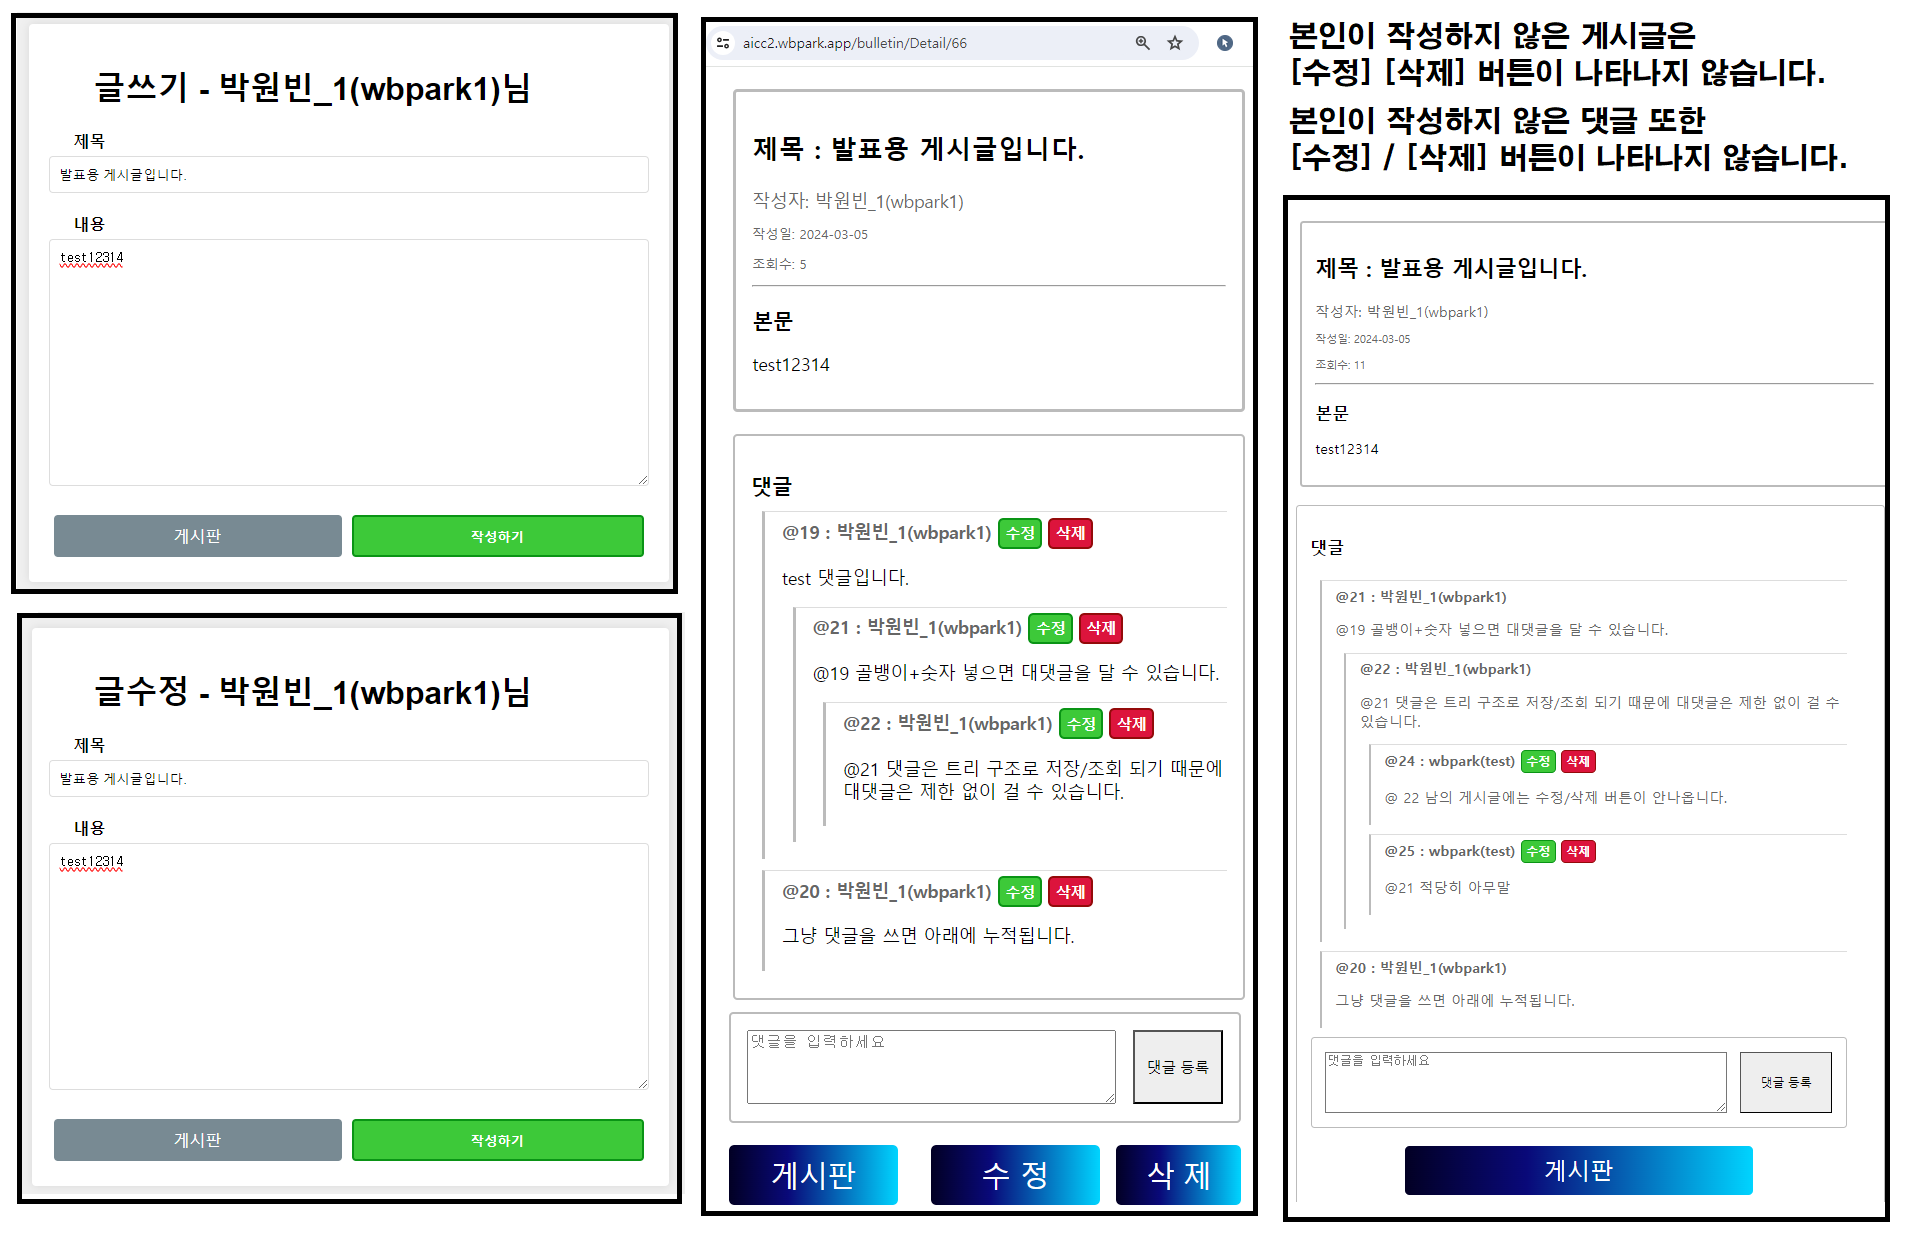 글쓰기 - 박원빈_1(wbpark1)님
제목
발표용 게시글입니다.
내용
test12314
게시판
작성하기
글수정 - 박원빈_1(wbpark1)님
제목
발표용 게시글입니다.
내용
test12314
게시판
작성하기
aicc2.wbpark.app/bulletin/Detail/66
제목 : 발표용 게시글입니다.
작성자: 박원빈_1(wbpark1)
작성일: 2024-03-05
조회수: 5
본문
test12314
댓글
@19 : 박원빈_1(wbpark1) 수정 삭제
test 댓글입니다.
@21 : 박원빈_1(wbpark1) 수정 삭제
@19 골뱅이+숫자 넣으면 대댓글을 달 수 있습니다.
@22 : 박원빈_1(wbpark1) 수정 삭제
@21 댓글은 트리 구조로 저장/조회 되기 때문에
대댓글은 제한 없이 걸 수 있습니다.
@20 : 박원빈_1(wbpark1) 수정 삭제
그냥 댓글을 쓰면 아래에 누적됩니다.
댓글을 입력하세요
댓글 등록
게시판
수 정
삭 제
본인이 작성하지 않은 게시글은
[수정] [삭제] 버튼이 나타나지 않습니다.
본인이 작성하지 않은 댓글 또한
[수정] / [삭제] 버튼이 나타나지 않습니다.
제목 : 발표용 게시글입니다.
작성자: 박원빈_1(wbpark1)
작성일: 2024-03-05
조회수: 11
본문
test12314
댓글
@21 : 박원빈_1(wbpark1)
@19 골뱅이+숫자 넣으면 대댓글을 달 수 있습니다.
@22 : 박원빈_1(wbpark1)
@21 댓글은 트리 구조로 저장/조회 되기 때문에 대댓글은 제한 없이 걸 수
있습니다.
@24 : wbpark(test) 수정 삭제
@ 22 남의 게시글에는 수정/삭제 버튼이 안나옵니다.
@25 : wbpark(test) 수정 삭제
@21 적당히 아무말
@20 : 박원빈_1(wbpark1)
그냥 댓글을 쓰면 아래에 누적됩니다.
댓글을 입력하세요
댓글 등록
게시판